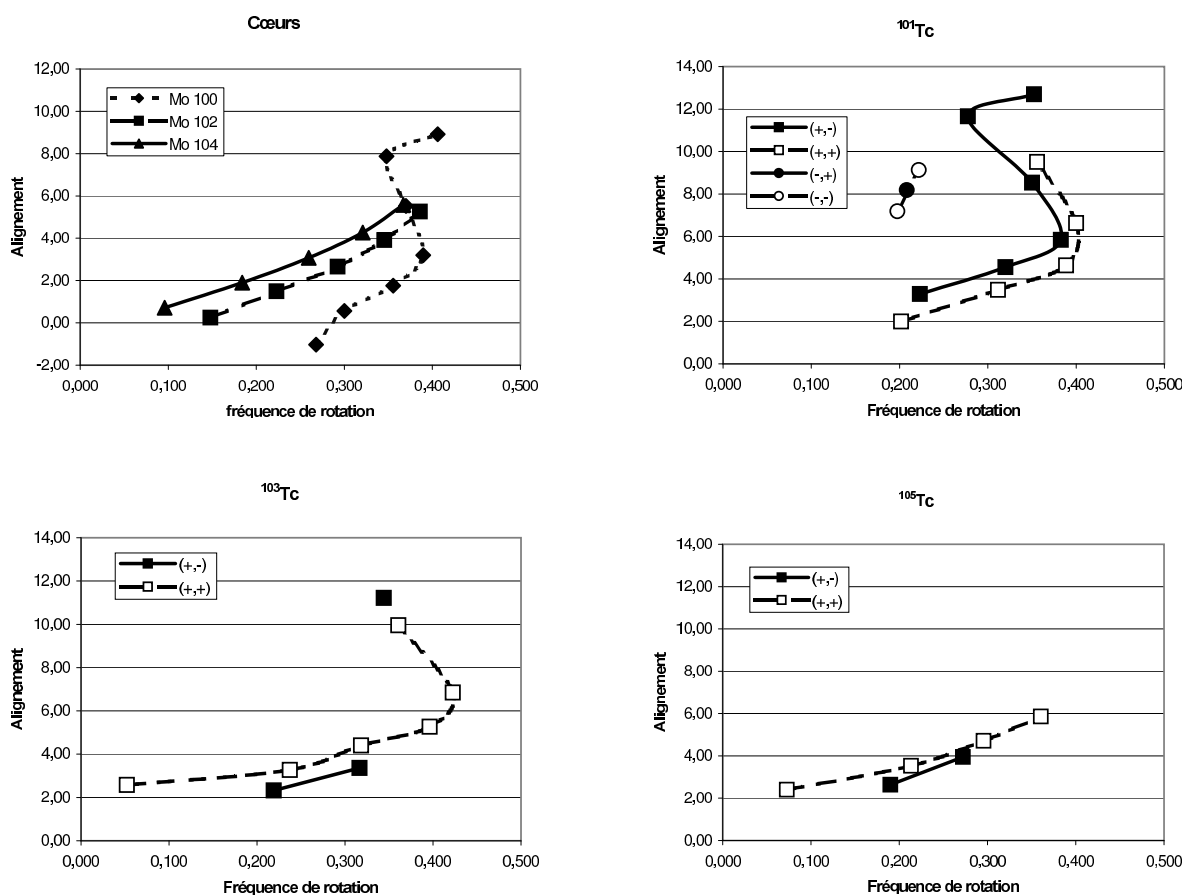 Cœurs
12,00
10,00
8,00
6,00
4,00
2,00
0,00
-2,00
Alignement
Mo 100
Mo 102
Mo 104
0,000 0,100 0,200 0,300 0,400 0,500
fréquence de rotation
¹⁰¹Tc
14,00
12,00
10,00
8,00
6,00
4,00
2,00
0,00
Alignement
(+,-)
(+,+)
(-,+)
(-,-)
0,000 0,100 0,200 0,300 0,400 0,500
Fréquence de rotation
¹⁰³Tc
14,00
12,00
10,00
8,00
6,00
4,00
2,00
0,00
Alignement
(+,-)
(+,+)
0,000 0,100 0,200 0,300 0,400 0,500
Fréquence de rotation
¹⁰⁵Tc
14,00
12,00
10,00
8,00
6,00
4,00
2,00
0,00
Alignement
(+,-)
(+,+)
0,000 0,100 0,200 0,300 0,400 0,500
Fréquence de rotation